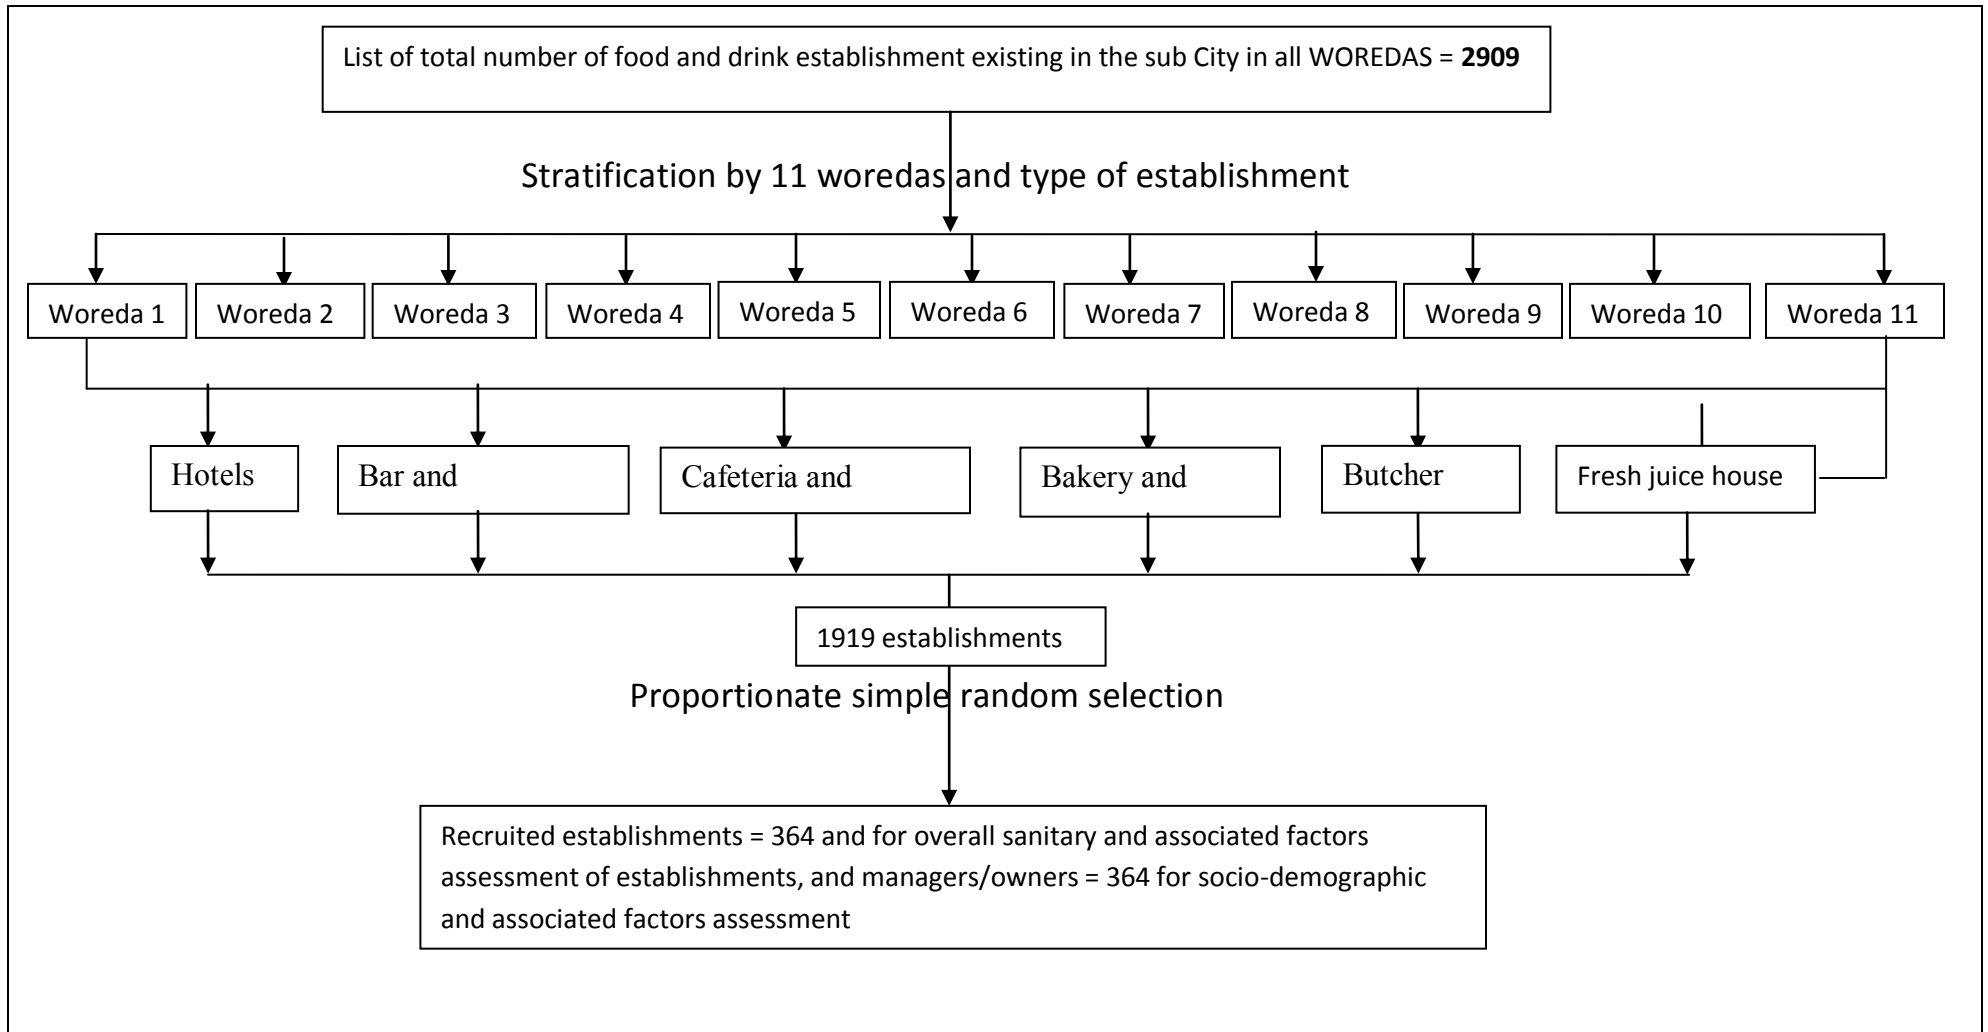 List of total number of food and drink establishment existing in the sub City in all WOREDAS = 2909
Stratification by 11 woredas and type of establishment
Woreda 1
Woreda 2
Woreda 3
Woreda 4
Woreda 5
Woreda 6
Woreda 7
Woreda 8
Woreda 9
Woreda 10
Woreda 11
Hotels
Bar and
Cafeteria and
Bakery and
Butcher
Fresh juice house
1919 establishments
Proportionate simple random selection
Recruited establishments = 364 and for overall sanitary and associated factors
assessment of establishments, and managers/owners = 364 for socio-demographic
and associated factors assessment